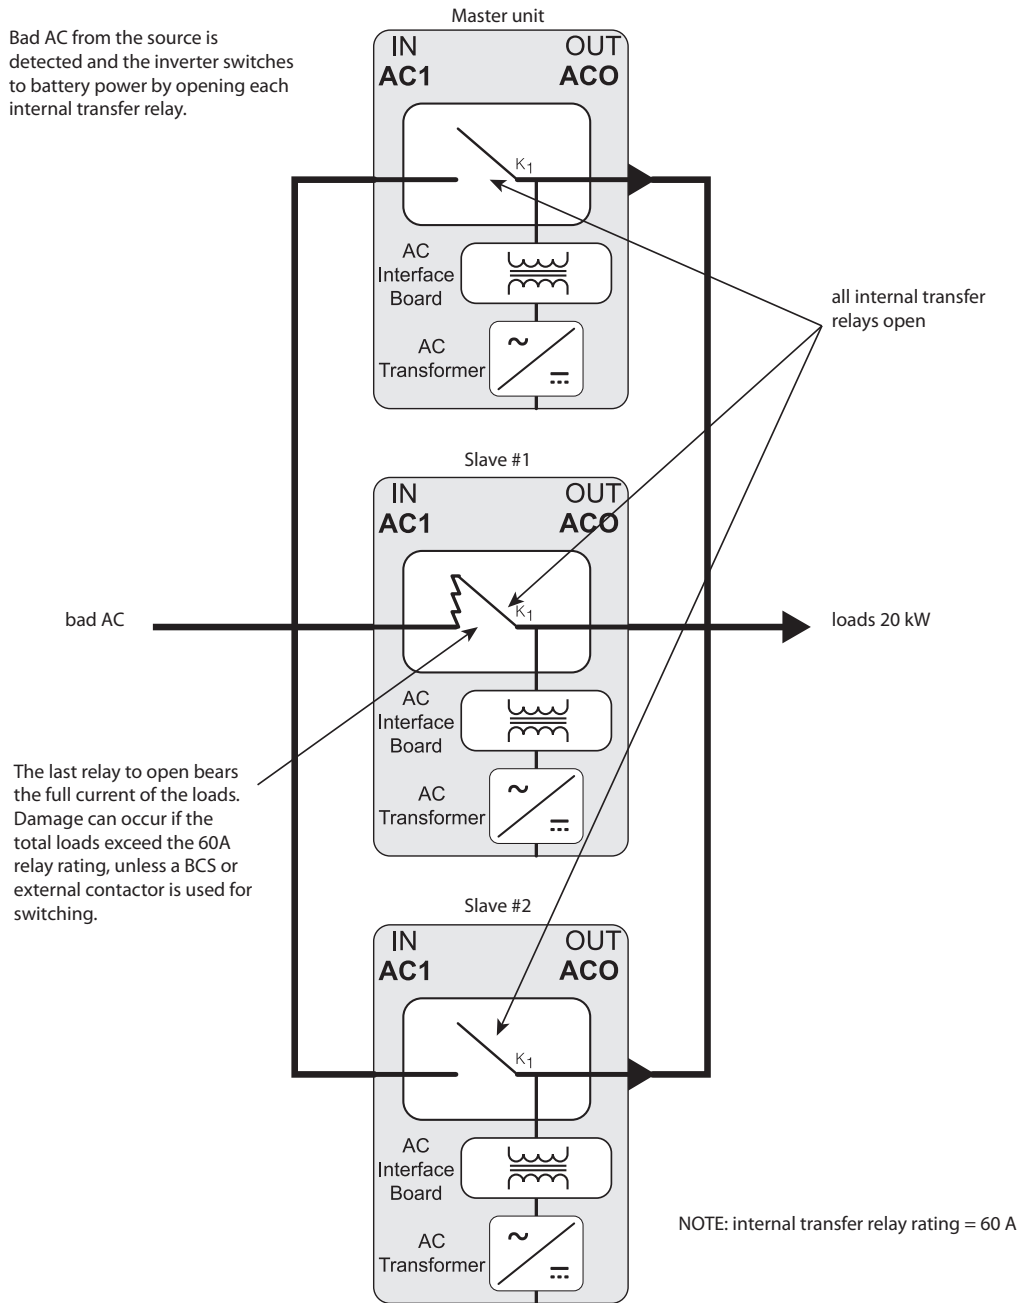 Master unit
Bad AC from the source is
detected and the inverter switches
to battery power by opening each
internal transfer relay.
IN OUT
AC1 ACO
K1
AC
Interface
Board
AC
Transformer
all internal transfer
relays open
Slave #1
IN OUT
AC1 ACO
K1
bad AC
loads 20 kW
AC
Interface
Board
AC
Transformer
The last relay to open bears
the full current of the loads.
Damage can occur if the
total loads exceed the 60A
relay rating, unless a BCS or
external contactor is used for
switching.
Slave #2
IN OUT
AC1 ACO
K1
AC
Interface
Board
AC
Transformer
NOTE: internal transfer relay rating = 60 A